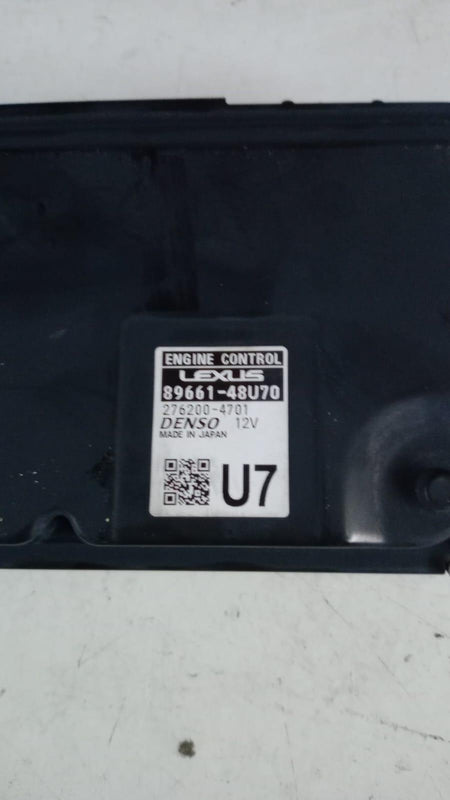 ENGINE CONTROL
LEXUS
89661-48U70
276200-4701
DENSO 12V
MADE IN JAPAN
U7